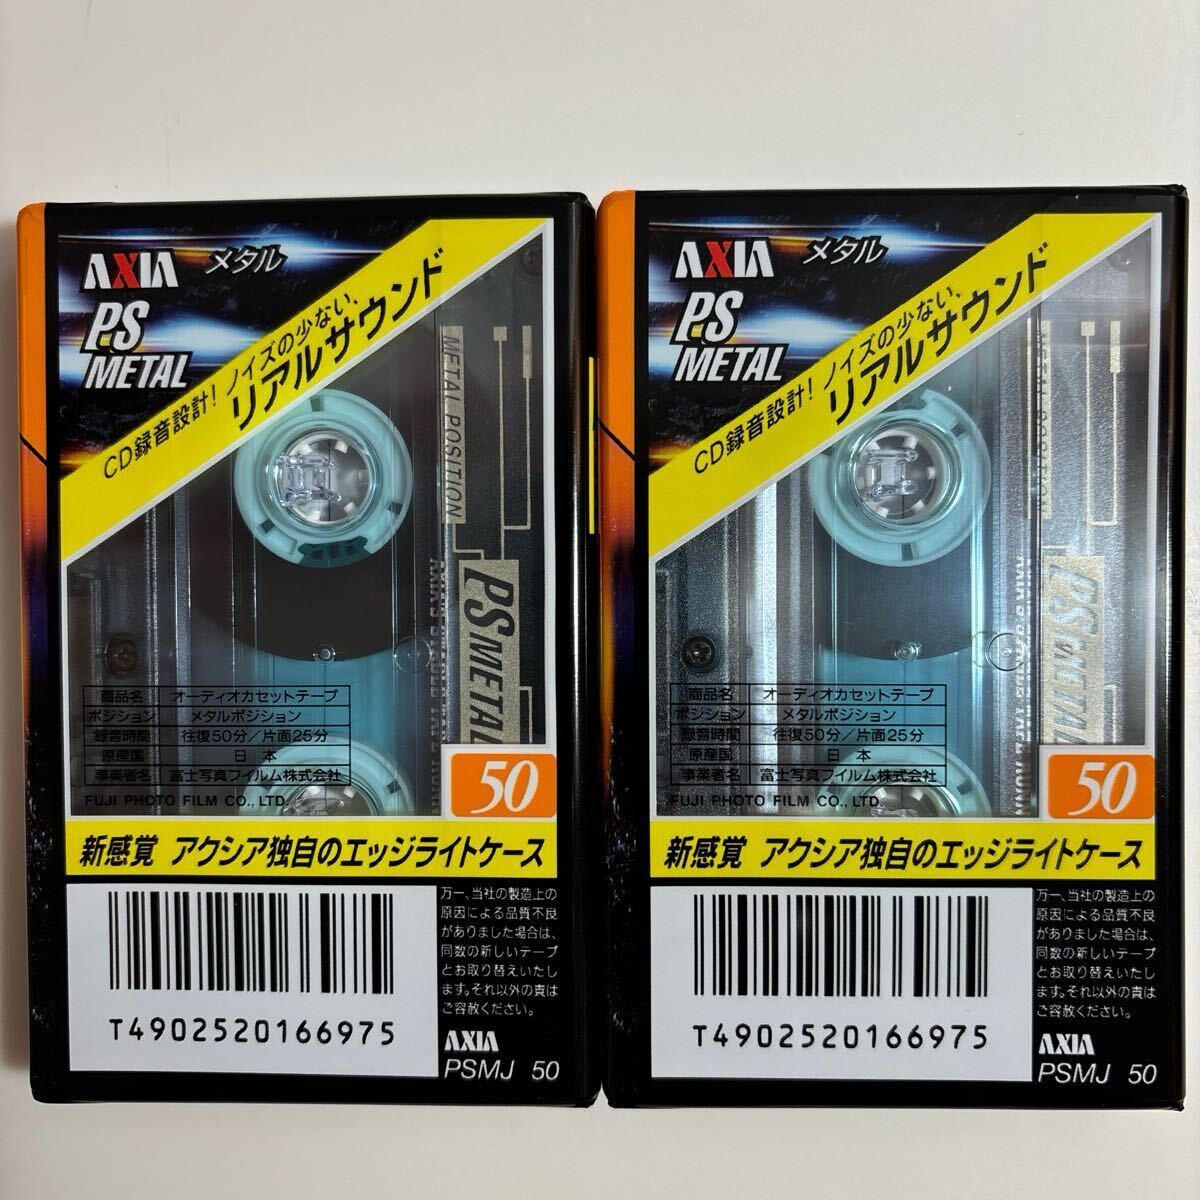 AXIA メタル
PS
METAL
CD録音設計!ノイズの少ない、
リアルサウンド
METAL POSITION
PSMETAL
商品名 オーディオカセットテープ
ポジション メタルポジション
録音時間 往復50分/片面25分
原産国 日本
事業者名 富士写真フイルム株式会社
FUJI PHOTO FILM CO., LTD.
50
新感覚 アクシア独自のエッジライトケース
T4902520166975
万一、当社の製造上の
原因による品質不良
がありました場合は、
同数の新しいテープ
とお取り替えいたし
ます。それ以外の責は
ご容赦ください。
AXIA
PSMJ 50
AXIA メタル
PS
METAL
CD録音設計!ノイズの少ない、
リアルサウンド
METAL POSITION
PSMETAL
商品名 オーディオカセットテープ
ポジション メタルポジション
録音時間 往復50分/片面25分
原産国 日本
事業者名 富士写真フイルム株式会社
FUJI PHOTO FILM CO., LTD.
50
新感覚 アクシア独自のエッジライトケース
T4902520166975
万一、当社の製造上の
原因による品質不良
がありました場合は、
同数の新しいテープ
とお取り替えいたし
ます。それ以外の責は
ご容赦ください。
AXIA
PSMJ 50